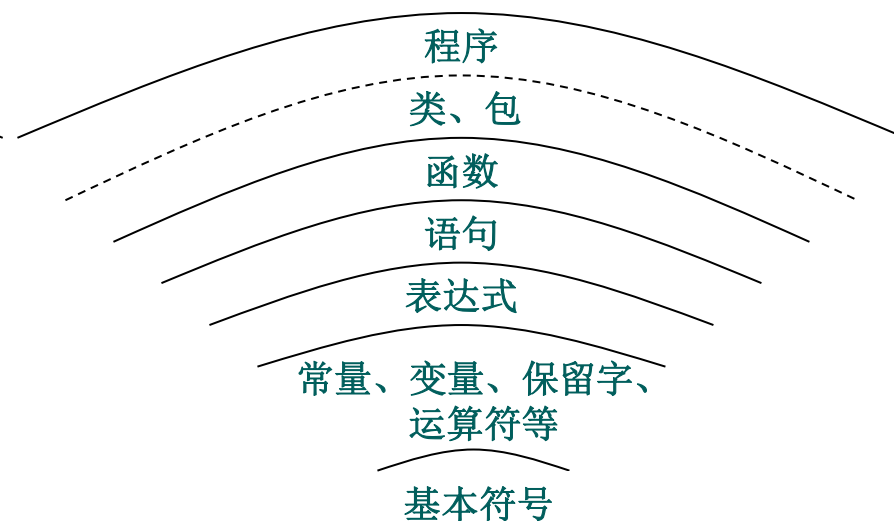 程序
类、包
函数
语句
表达式
常量、变量、保留字、
运算符等
基本符号